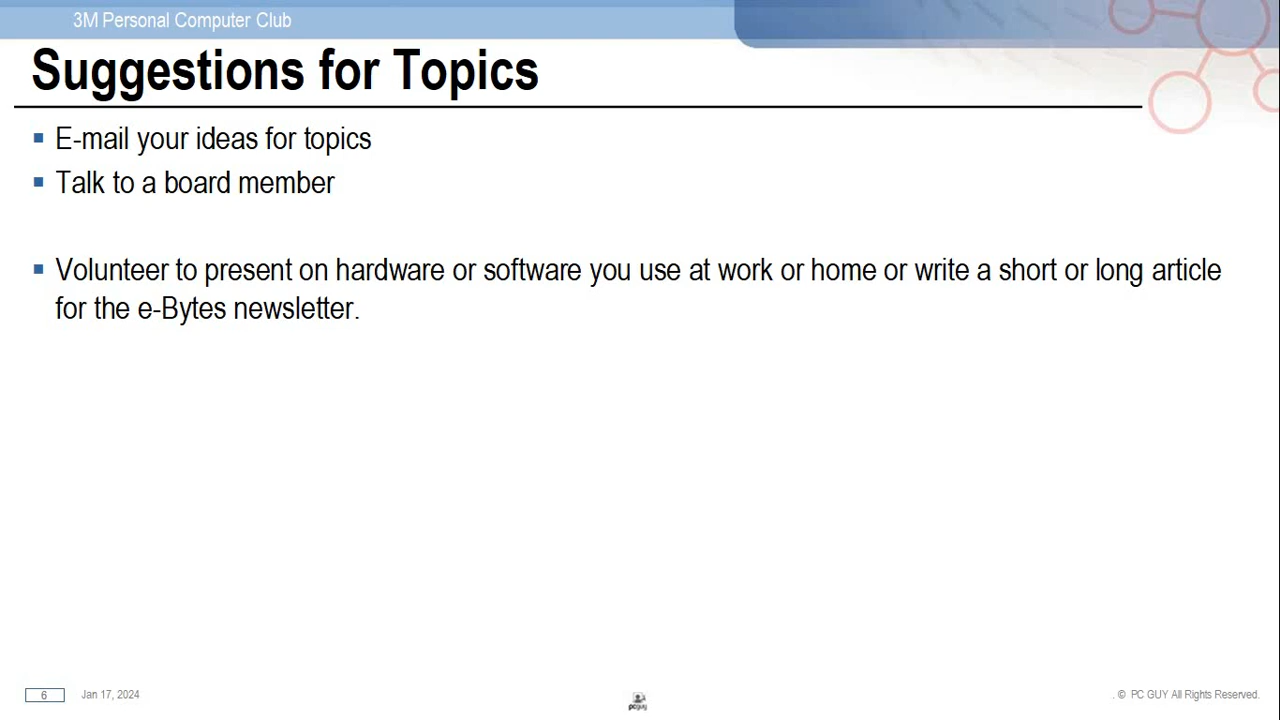 3M Personal Computer Club
Suggestions for Topics
▪ E-mail your ideas for topics
▪ Talk to a board member
▪ Volunteer to present on hardware or software you use at work or home or write a short or long article
for the e-Bytes newsletter.
6
Jan 17, 2024
pcguy
. © PC GUY All Rights Reserved.